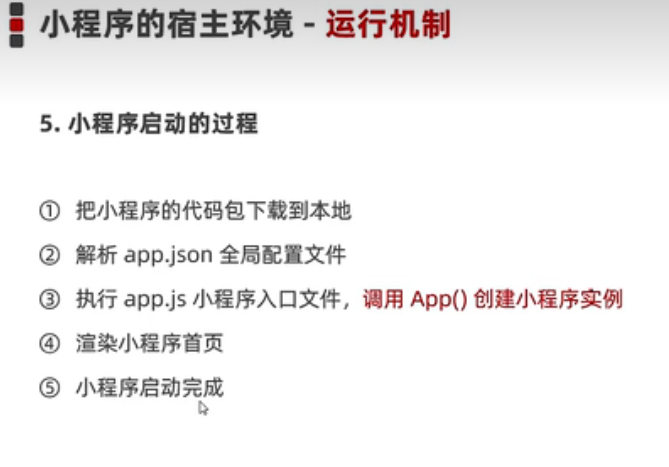 小程序的宿主环境 - 运行机制
5. 小程序启动的过程
① 把小程序的代码包下载到本地
② 解析 app.json 全局配置文件
③ 执行 app.js 小程序入口文件，调用 App() 创建小程序实例
④ 渲染小程序首页
⑤ 小程序启动完成